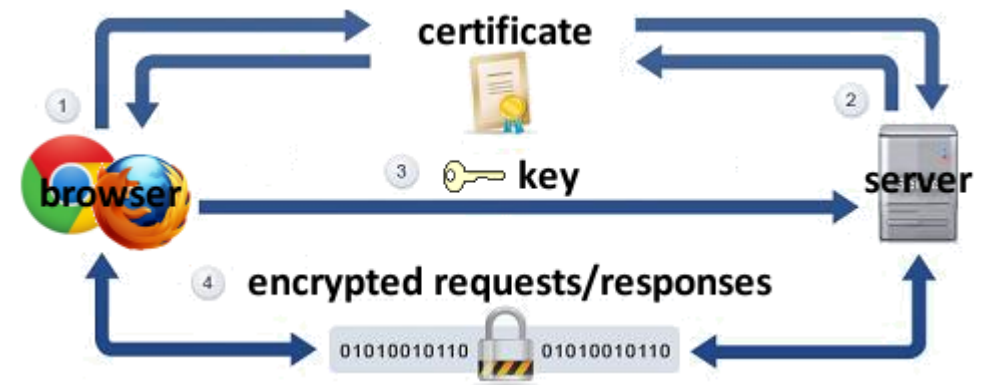 certificate
1
2
3
key
browser
server
4
encrypted requests/responses
01010010110
01010010110